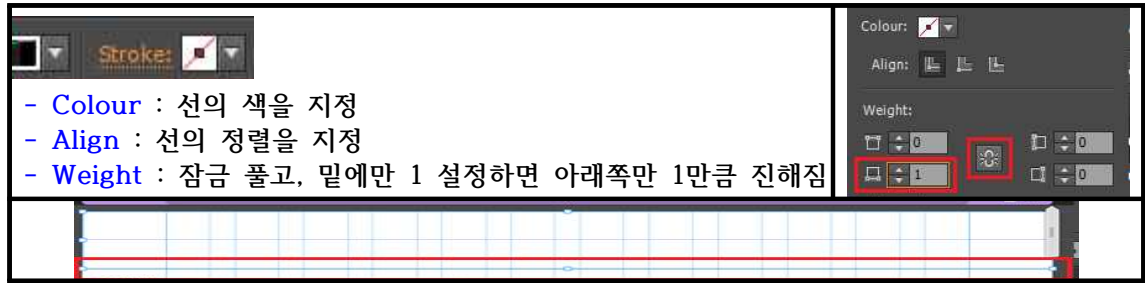 Stroke:
- Colour : 선의 색을 지정
- Align : 선의 정렬을 지정
- Weight : 잠금 풀고, 밑에만 1 설정하면 아래쪽만 1만큼 진해짐
Colour:
Align:
Weight:
0 0
1 0